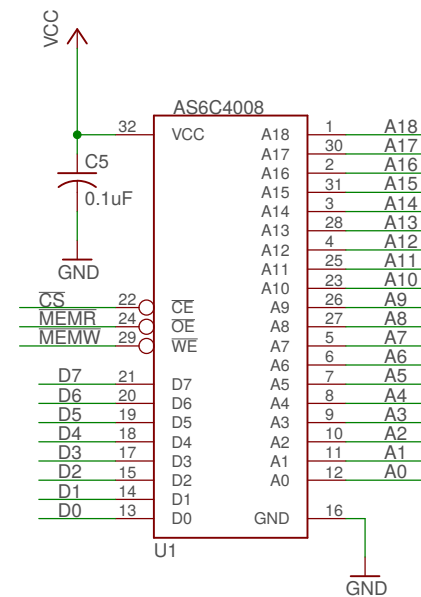 VCC
AS6C4008
32 VCC A18 1 A18
A17 30 A17
C5 A16 2 A16
A15 31 A15
0.1uF A14 3 A14
A13 28 A13
A12 4 A12
GND A11 25 A11
A10 23 A10
CS 22 CE A9 26 A9
MEMR 24 OE A8 27 A8
MEMW 29 WE A7 5 A7
A6 6 A6
D7 21 D7 A5 7 A5
D6 20 D6 A4 8 A4
D5 19 D5 A3 9 A3
D4 18 D4 A2 10 A2
D3 17 D3 A1 11 A1
D2 15 D2 A0 12 A0
D1 14 D1
D0 13 D0 GND 16
U1
GND